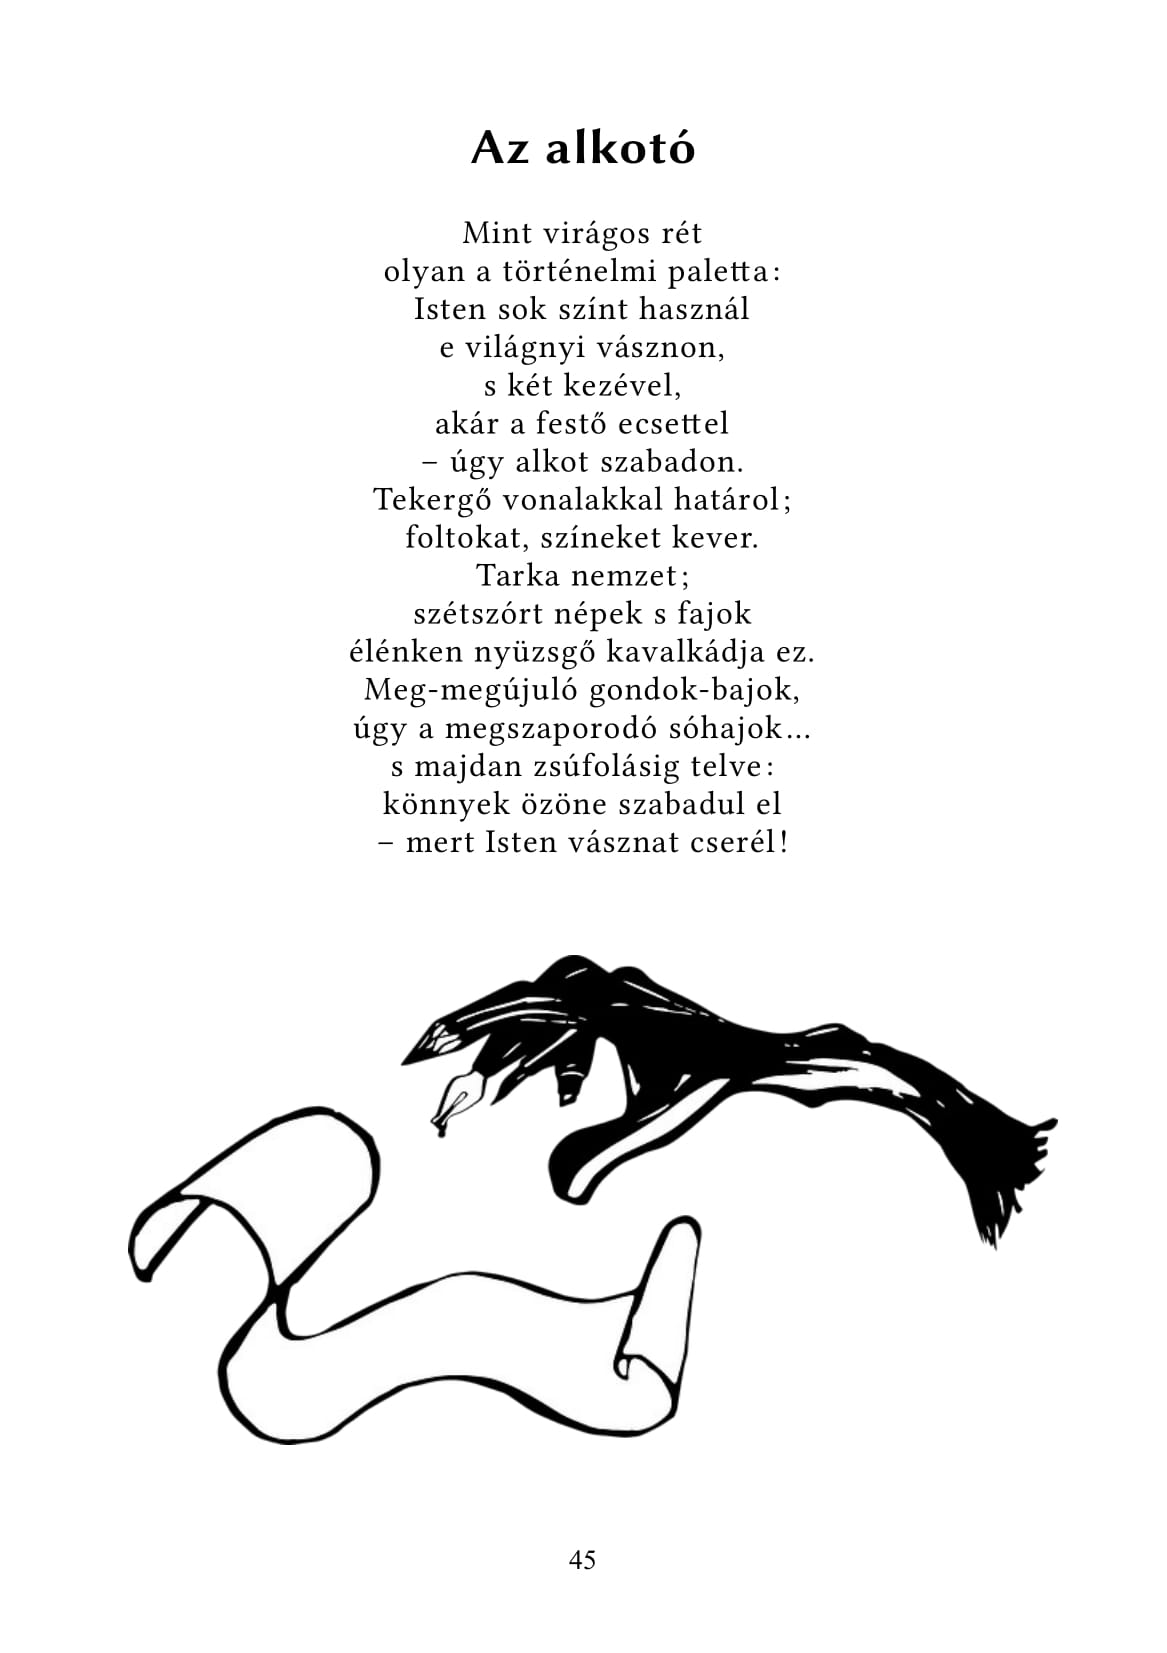 Az alkotó
Mint virágos rét
olyan a történelmi paletta:
Isten sok színt használ
e világnyi vásznon,
s két kezével,
akár a festő ecsettel
– úgy alkot szabadon.
Tekergő vonalakkal határol;
foltokat, színeket kever.
Tarka nemzet;
szétszórt népek s fajok
élénken nyüzsgő kavalkádja ez.
Meg-megújuló gondok-bajok,
úgy a megszaporodó sóhajok…
s majdan zsúfolásig telve:
könnyek özöne szabadul el
– mert Isten vásznat cserél!
45